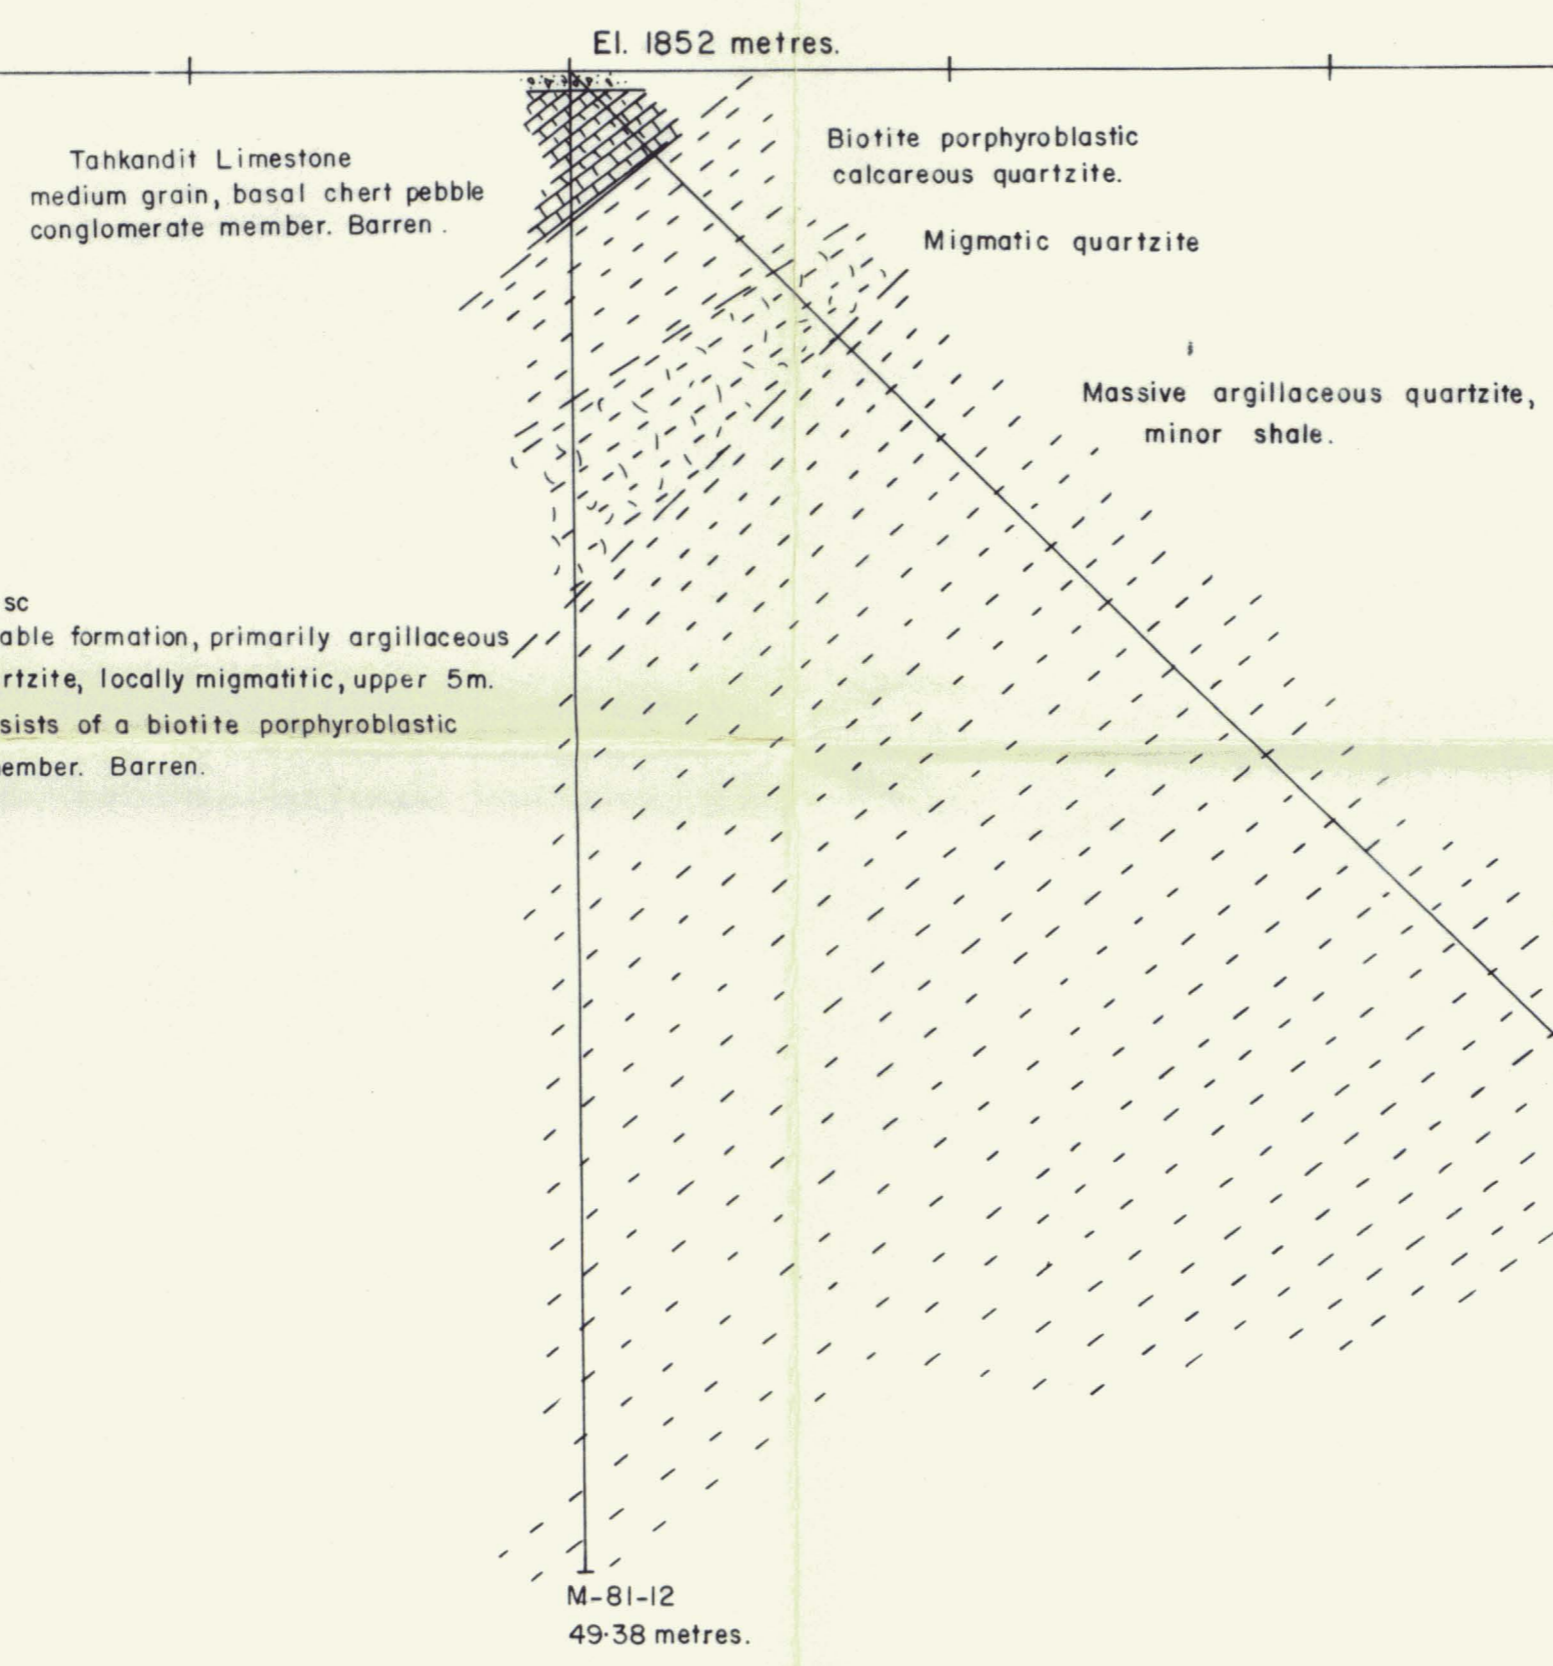 El. 1852 metres.
Tahkandit Limestone
medium grain, basal chert pebble
conglomerate member. Barren.
Biotite porphyroblastic
calcareous quartzite.
Migmatic quartzite
Massive argillaceous quartzite,
minor shale.
sc
able formation, primarily argillaceous
rtzite, locally migmatitic, upper 5m.
sists of a biotite porphyroblastic
ember. Barren.
M-81-12
49·38 metres.